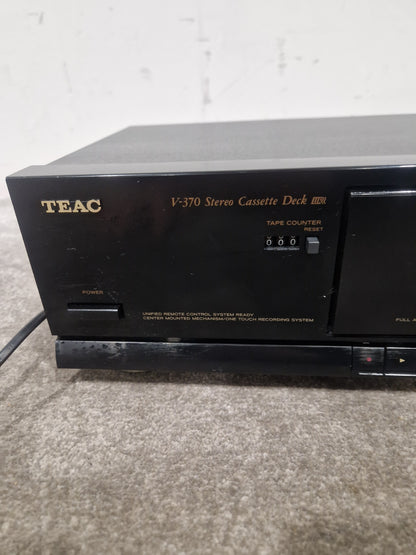 TEAC
V-370 Stereo Cassette Deck
TAPE COUNTER
RESET
000
POWER
UNIFIED REMOTE CONTROL SYSTEM READY
CENTER MOUNTED MECHANISM/ONE TOUCH RECORDING SYSTEM
FULL A